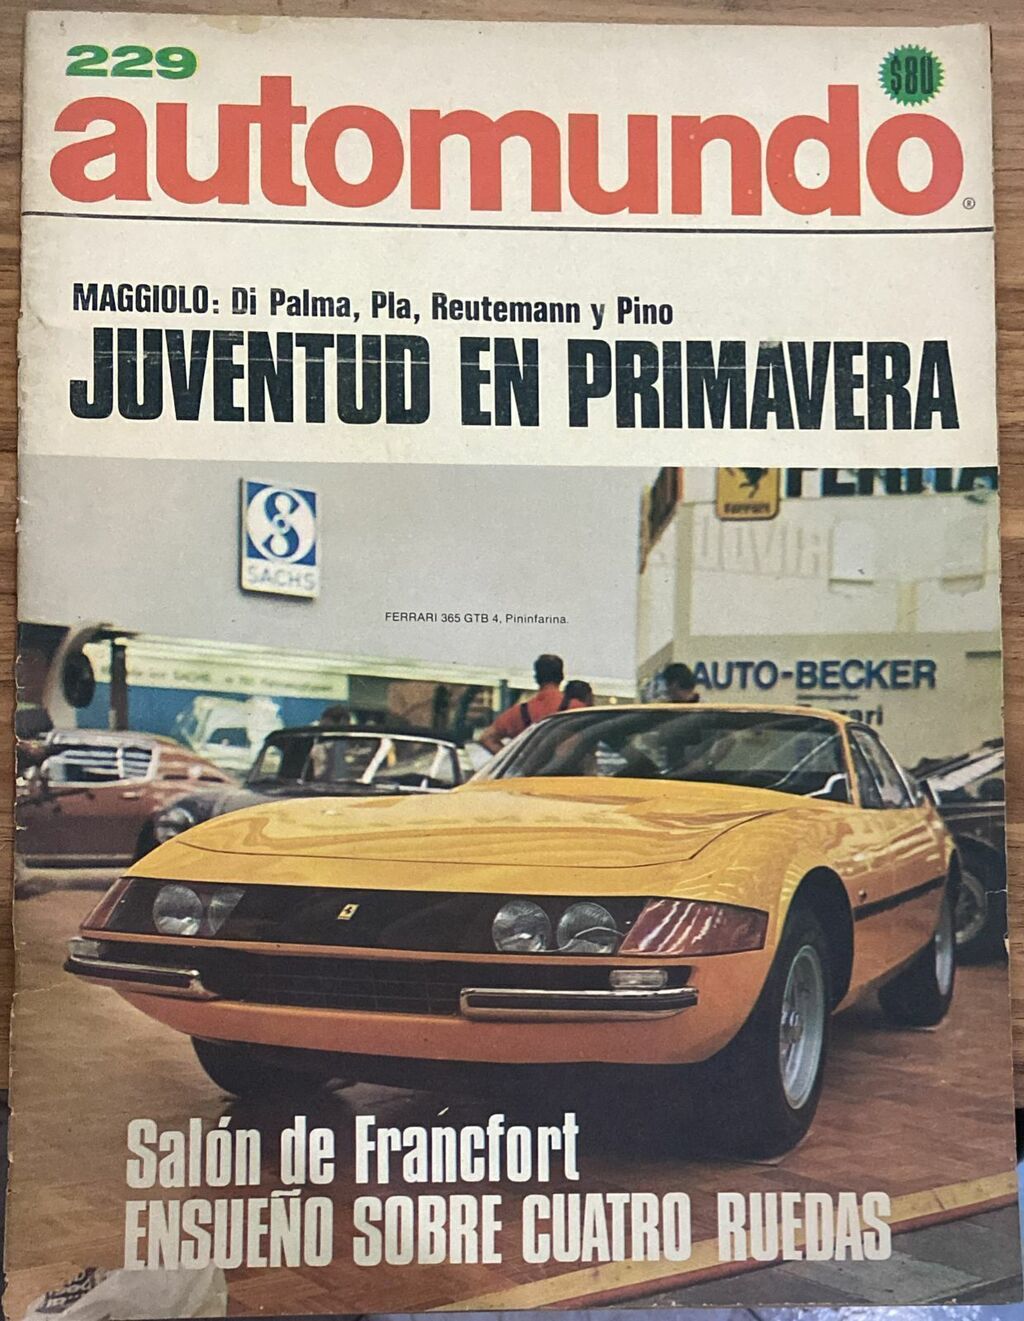 229
$80
automundo
®
MAGGIOLO: Di Palma, Pla, Reutemann y Pino
JUVENTUD EN PRIMAVERA
SACHS
Ferrari
FERRARI 365 GTB 4, Pininfarina.
AUTO-BECKER
Salón de Francfort
ENSUEÑO SOBRE CUATRO RUEDAS